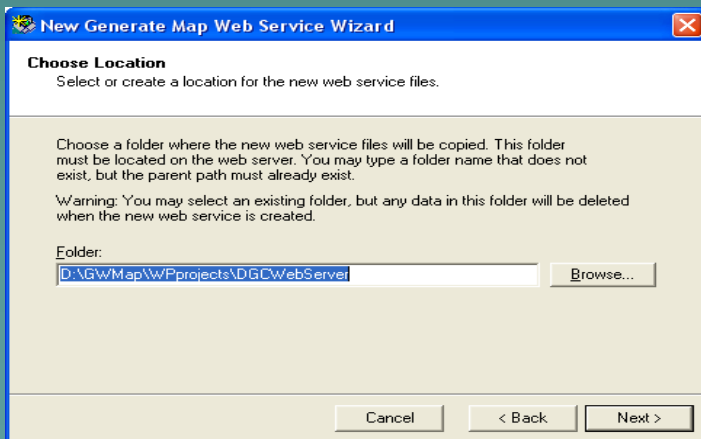 New Generate Map Web Service Wizard
Choose Location
Select or create a location for the new web service files.
Choose a folder where the new web service files will be copied. This folder
must be located on the web server. You may type a folder name that does not
exist, but the parent path must already exist.
Warning: You may select an existing folder, but any data in this folder will be deleted
when the new web service is created.
Folder:
D:\GWMap\WPprojects\DGCWebServer
Browse...
Cancel
< Back
Next >